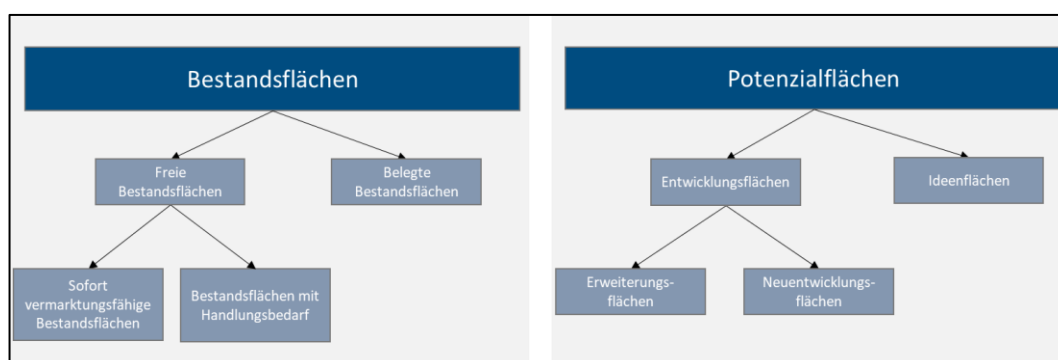 Bestandsflächen
Freie
Bestandsflächen
Belegte
Bestandsflächen
Sofort
vermarktungsfähige
Bestandsflächen
Bestandsflächen mit
Handlungsbedarf
Potenzialflächen
Entwicklungsflächen
Ideenflächen
Erweiterungs-
flächen
Neuentwicklungs-
flächen